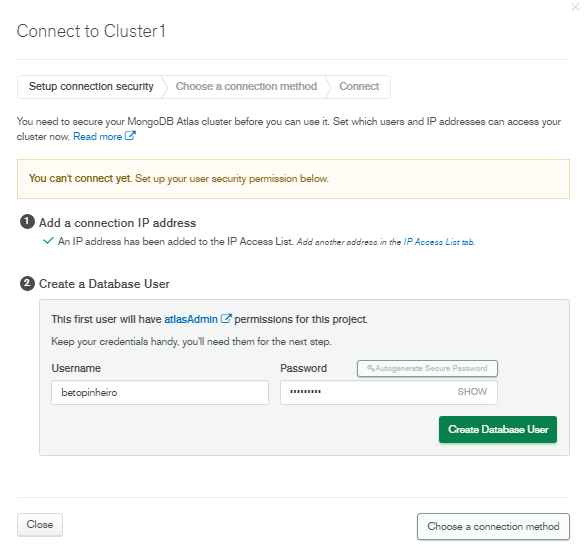 Connect to Cluster1
Setup connection security Choose a connection method Connect
You need to secure your MongoDB Atlas cluster before you can use it. Set which users and IP addresses can access your
cluster now. Read more
You can't connect yet. Set up your user security permission below.
1 Add a connection IP address
An IP address has been added to the IP Access List. Add another address in the IP Access List tab.
2 Create a Database User
This first user will have atlasAdmin permissions for this project.
Keep your credentials handy, you'll need them for the next step.
Username Password Autogenerate Secure Password
betopinheiro ••••••••• SHOW
Create Database User
Close Choose a connection method